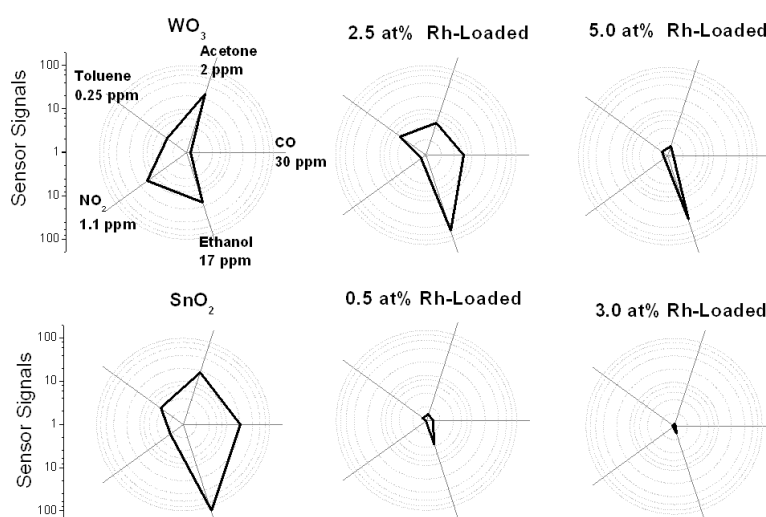 WO3
2.5 at% Rh-Loaded
5.0 at% Rh-Loaded
Sensor Signals
100
10
1
10
100
Acetone
2 ppm
Toluene
0.25 ppm
CO
30 ppm
NO2
1.1 ppm
Ethanol
17 ppm
SnO2
0.5 at% Rh-Loaded
3.0 at% Rh-Loaded
Sensor Signals
100
10
1
10
100